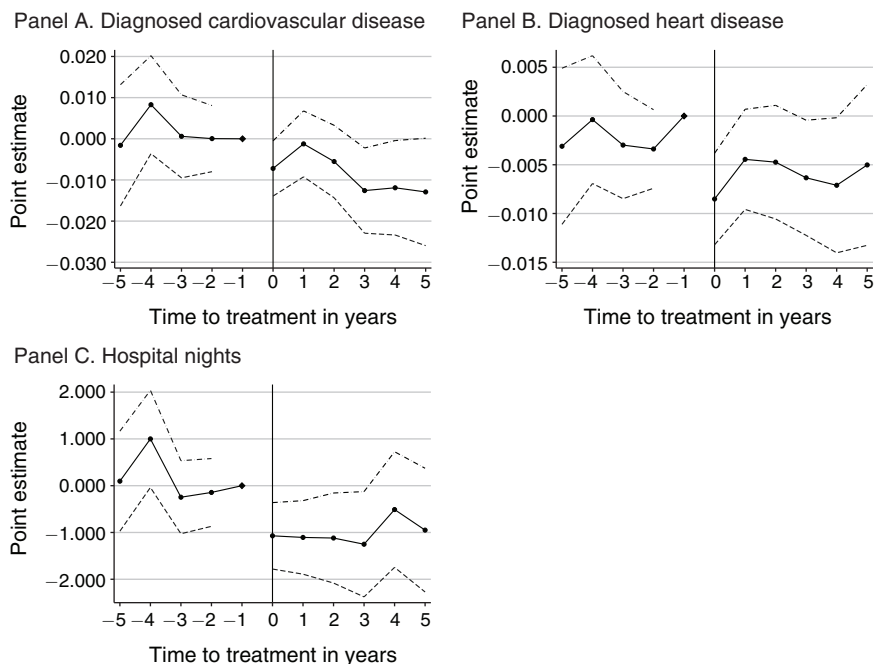 Panel A. Diagnosed cardiovascular disease
Point estimate
0.020
0.010
0.000
−0.010
−0.020
−0.030
−5 −4 −3 −2 −1 0 1 2 3 4 5
Time to treatment in years
Panel B. Diagnosed heart disease
Point estimate
0.005
0.000
−0.005
−0.010
−0.015
−5 −4 −3 −2 −1 0 1 2 3 4 5
Time to treatment in years
Panel C. Hospital nights
Point estimate
2.000
1.000
0.000
−1.000
−2.000
−5 −4 −3 −2 −1 0 1 2 3 4 5
Time to treatment in years